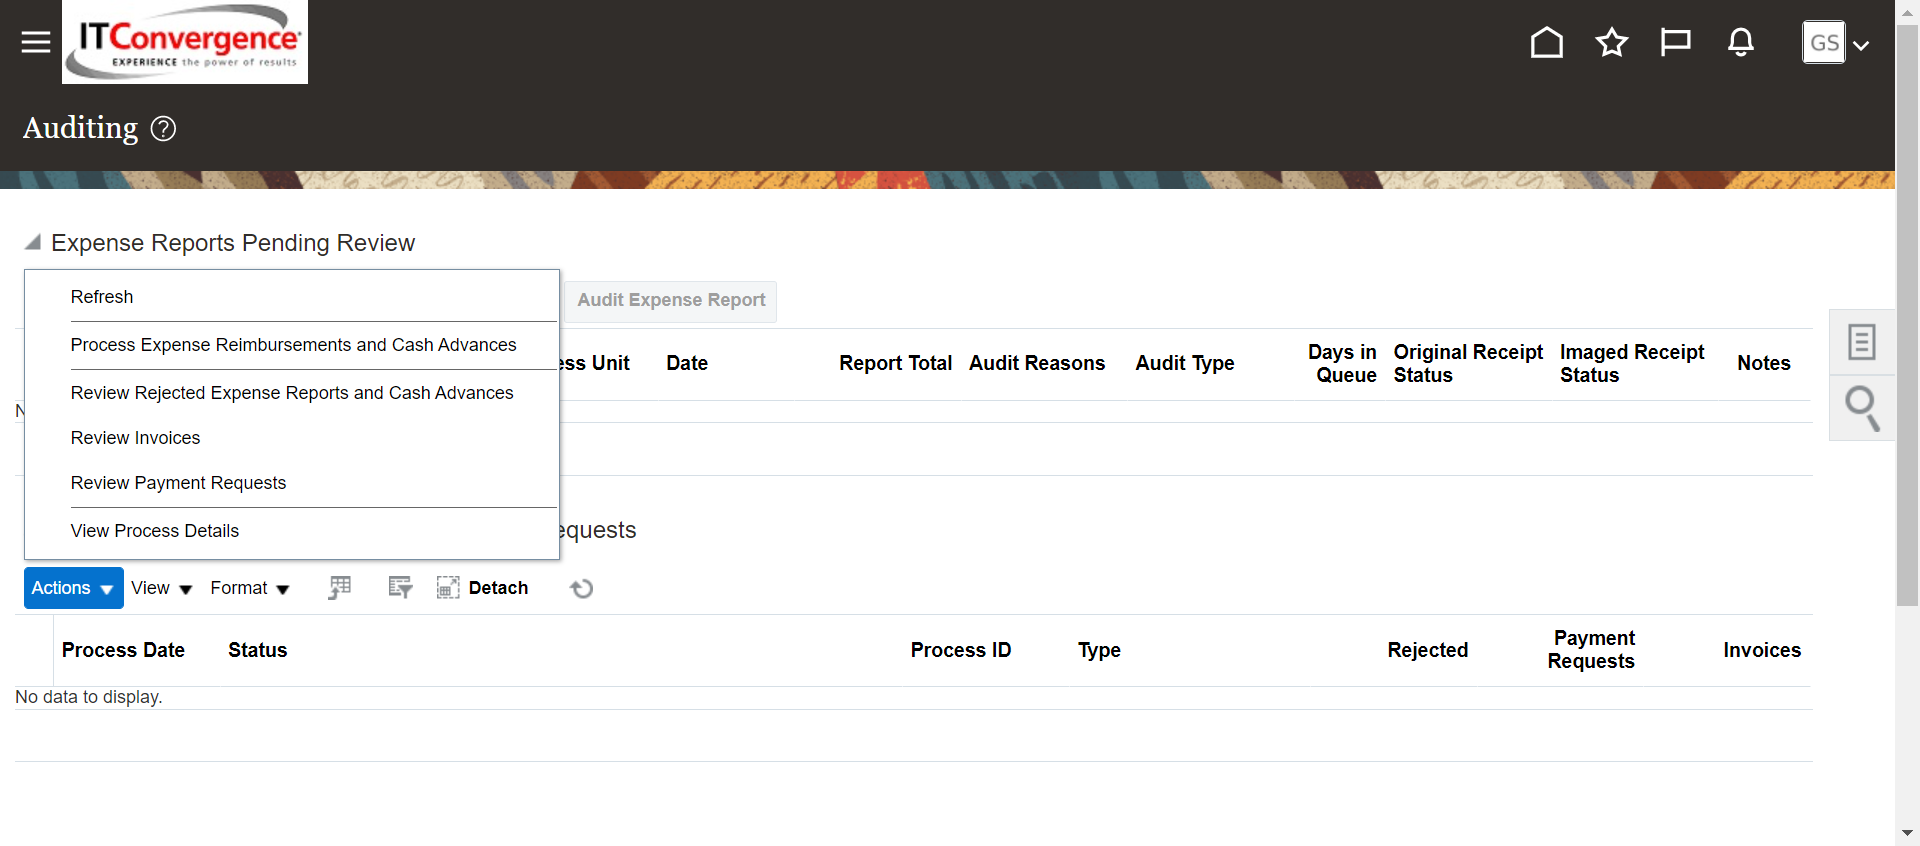 ITConvergence
EXPERIENCE the power of results
GS
Auditing ?
Expense Reports Pending Review
Refresh
Process Expense Reimbursements and Cash Advances
Review Rejected Expense Reports and Cash Advances
Review Invoices
Review Payment Requests
View Process Details
Audit Expense Report
ess Unit Date Report Total Audit Reasons Audit Type Days in Queue Original Receipt Status Imaged Receipt Status Notes
N
equests
Actions View Format Detach
Process Date Status Process ID Type Rejected Payment Requests Invoices
No data to display.